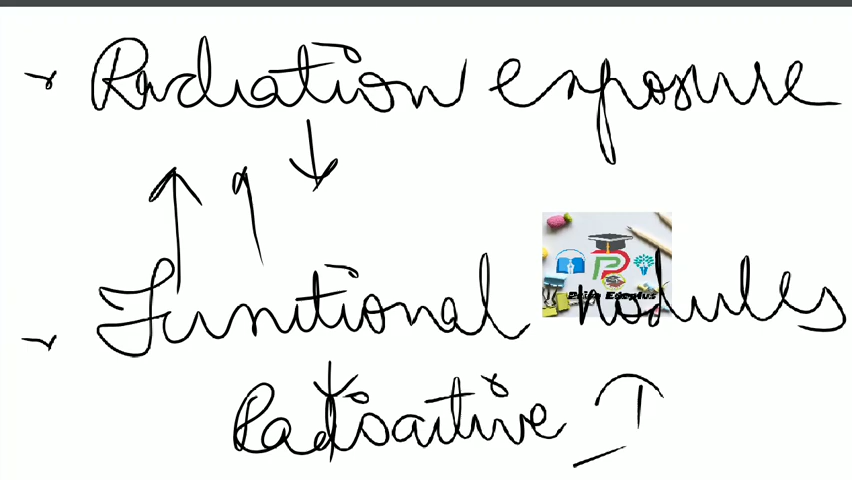 Radiation exposure
↓
↑ ↑
Functional nodules
↓
Radioactive I